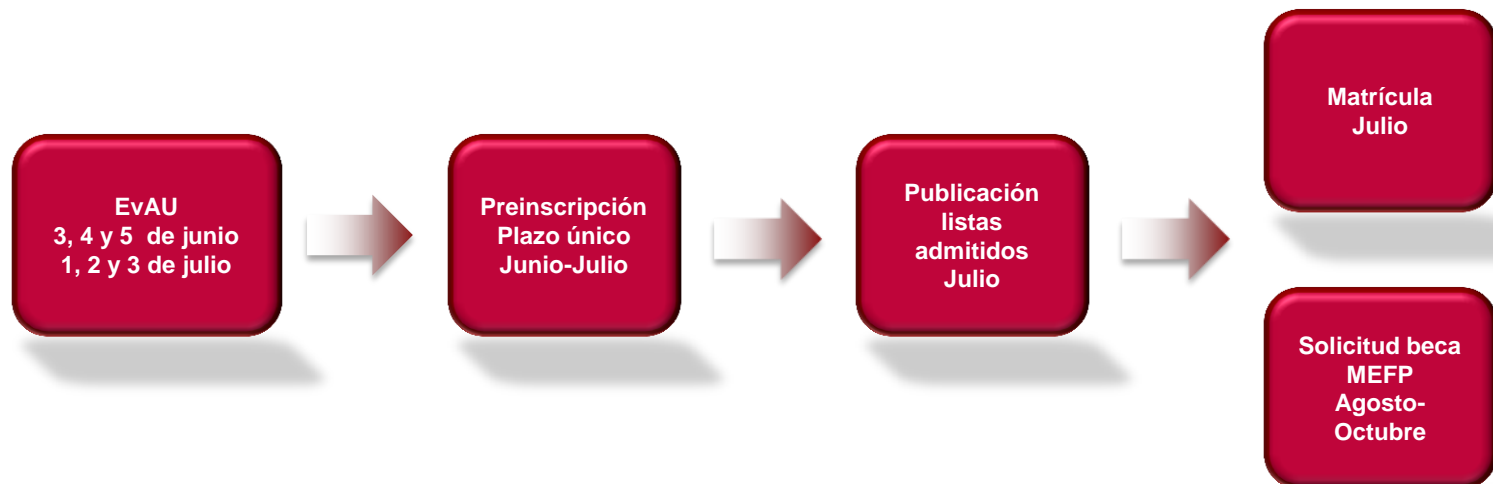 EvAU
3, 4 y 5  de junio
1, 2 y 3 de julio
Preinscripción
Plazo único
Junio-Julio
Publicación
listas
admitidos
Julio
Matrícula
Julio
Solicitud beca
MEFP
Agosto-
Octubre